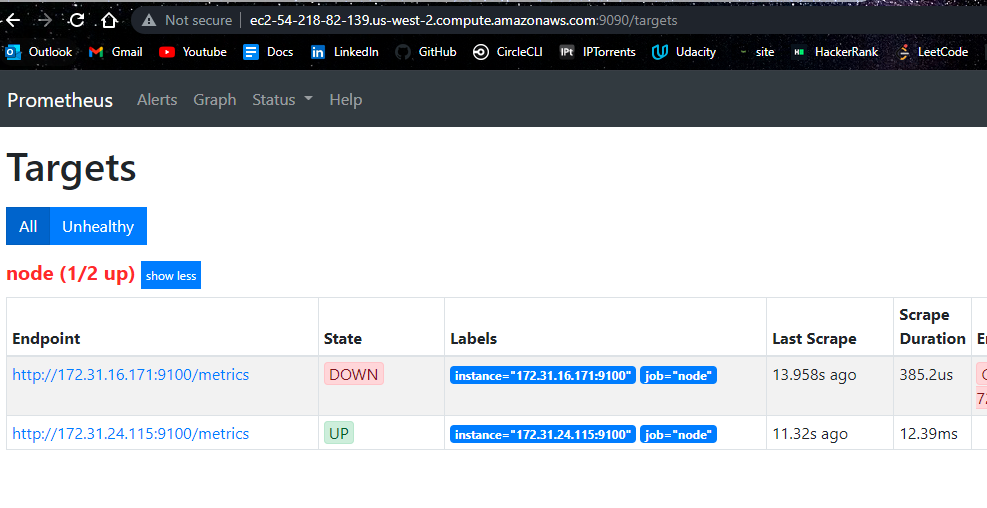 Not secure ec2-54-218-82-139.us-west-2.compute.amazonaws.com:9090/targets
Outlook Gmail Youtube Docs LinkedIn GitHub CircleCLI IPTorrents Udacity site HackerRank LeetCode
Prometheus Alerts Graph Status Help
Targets
All Unhealthy
node (1/2 up) show less
Endpoint State Labels Last Scrape Scrape Duration
http://172.31.16.171:9100/metrics DOWN instance="172.31.16.171:9100" job="node" 13.958s ago 385.2us
http://172.31.24.115:9100/metrics UP instance="172.31.24.115:9100" job="node" 11.32s ago 12.39ms